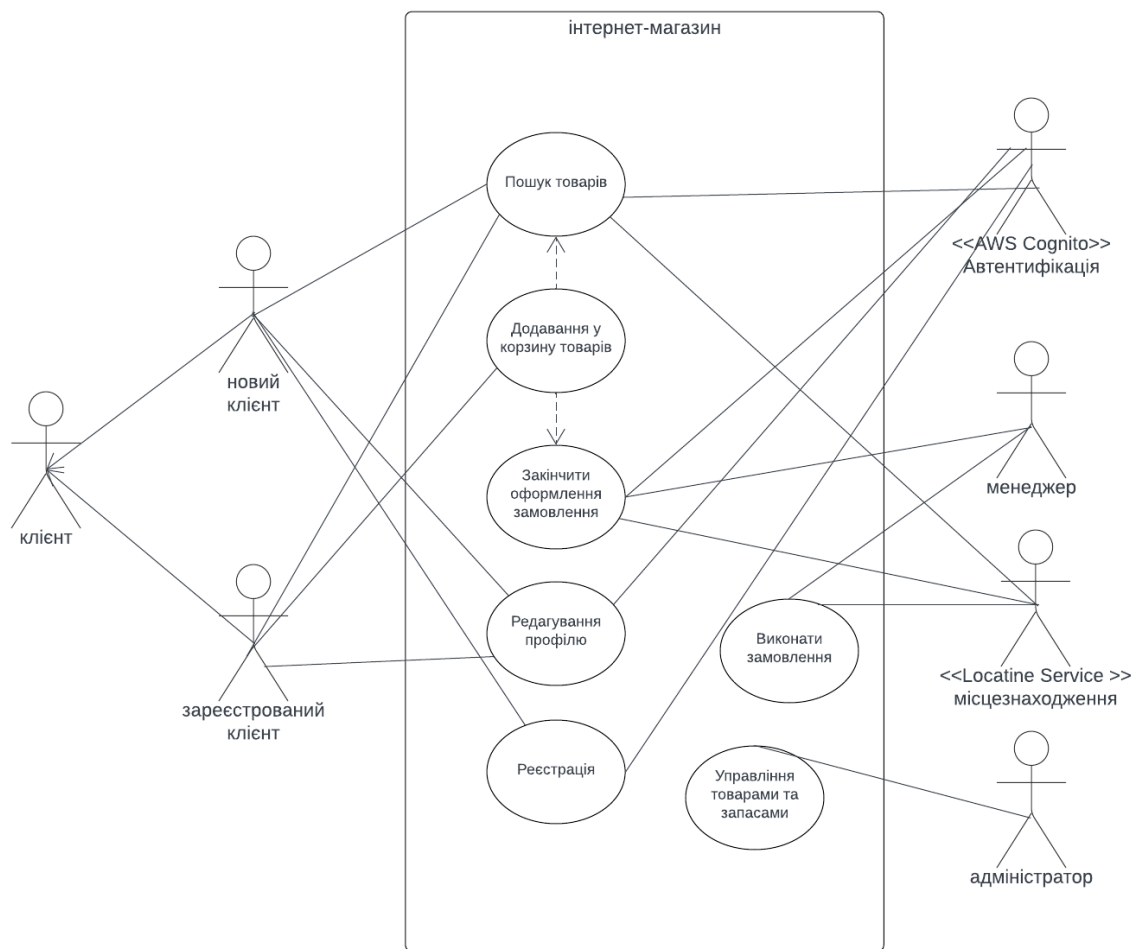 інтернет-магазин
Пошук товарів
<<AWS Cognito>>
Автентифікація
Додавання у
корзину товарів
новий
клієнт
Закінчити
оформлення
замовлення
менеджер
клієнт
Редагування
профілю
Виконати
замовлення
<<Locatine Service >>
місцезнаходження
зареєстрований
клієнт
Реєстрація
Управління
товарами та
запасами
адміністратор